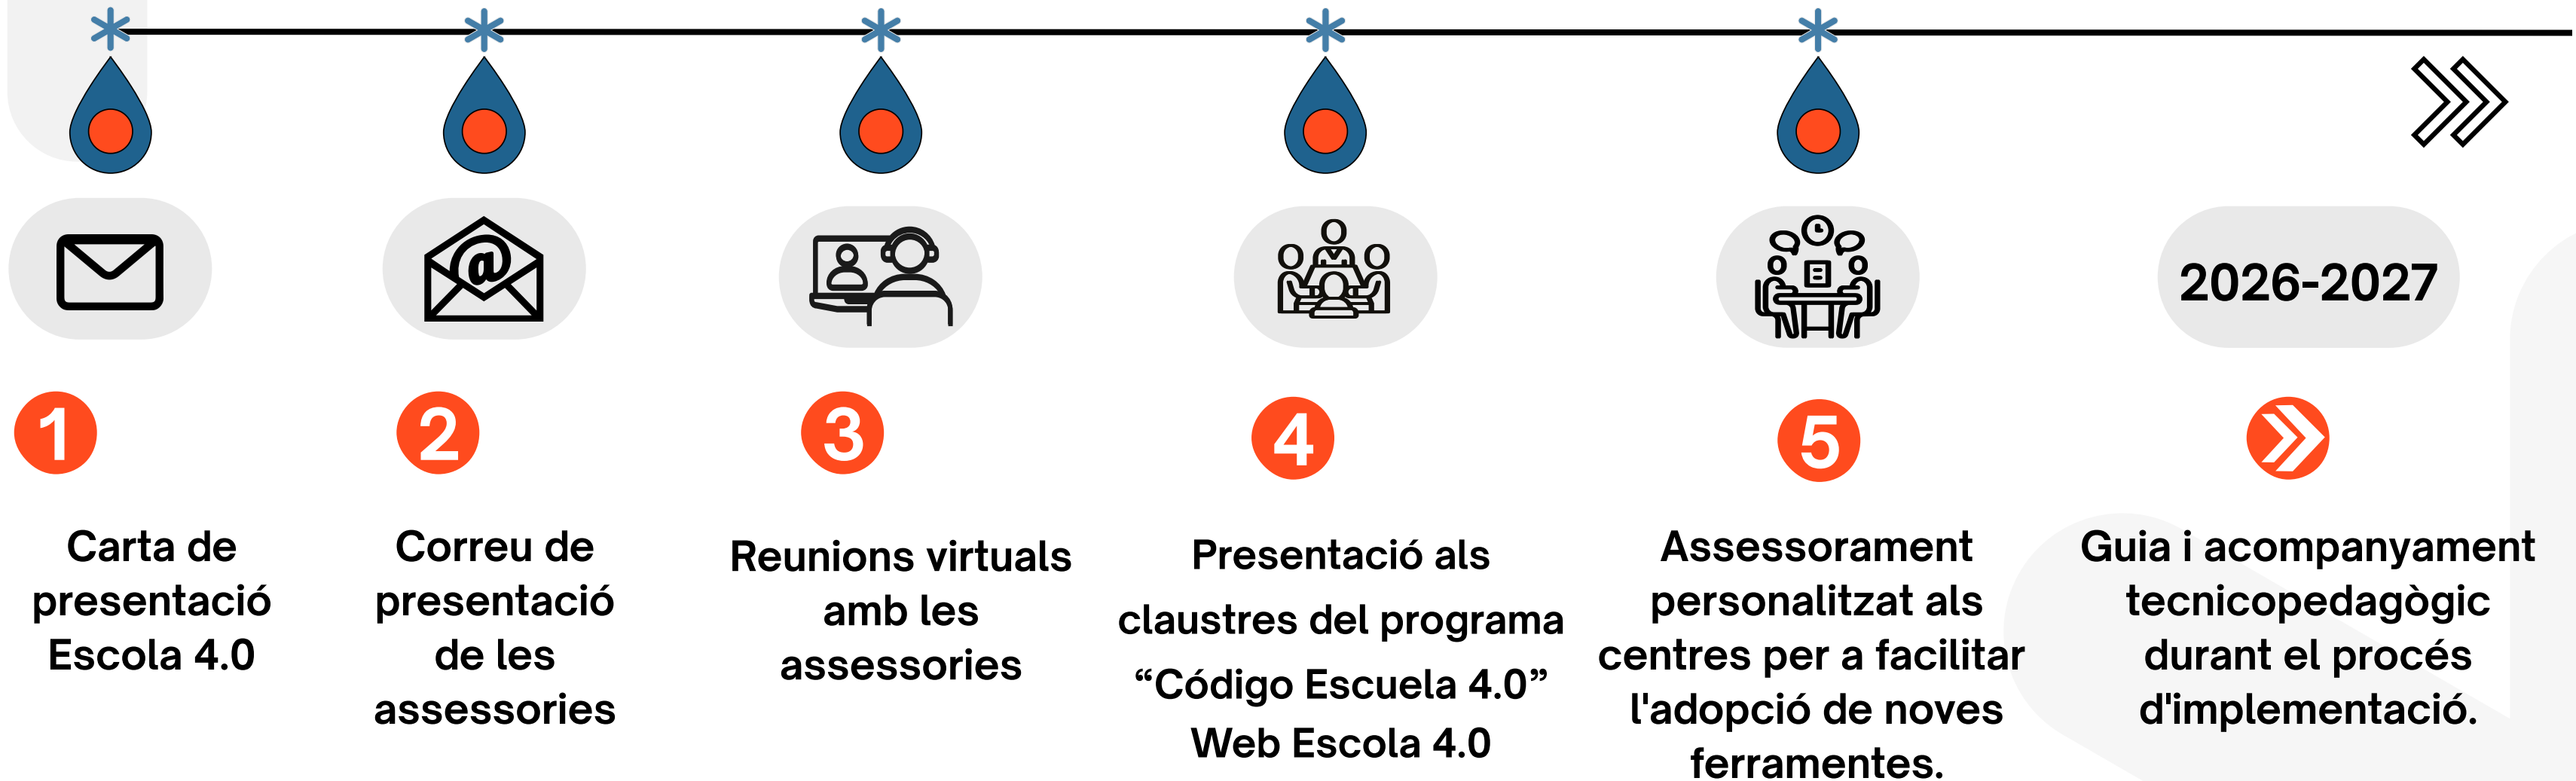 @
2026-2027
1
2
3
4
5
Carta de
presentació
Escola 4.0
Correu de
presentació
de les
assessories
Reunions virtuals
amb les
assessories
Presentació als
claustres del programa
“Código Escuela 4.0”
Web Escola 4.0
Assessorament
personalitzat als
centres per a facilitar
l'adopció de noves
ferramentes.
Guia i acompanyament
tecnicopedagògic
durant el procés
d'implementació.